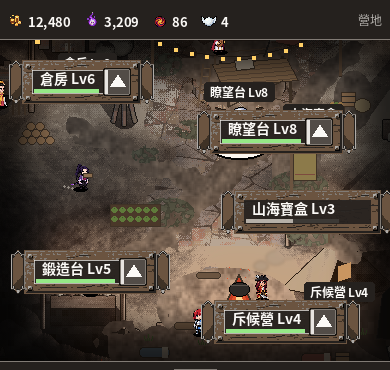 12,480 3,209 86 4 營地
倉房 Lv6
瞭望台 Lv8
瞭望台 Lv8
山海寶盒 Lv3
鍛造台 Lv5
斥候營 Lv4
斥候營 Lv4